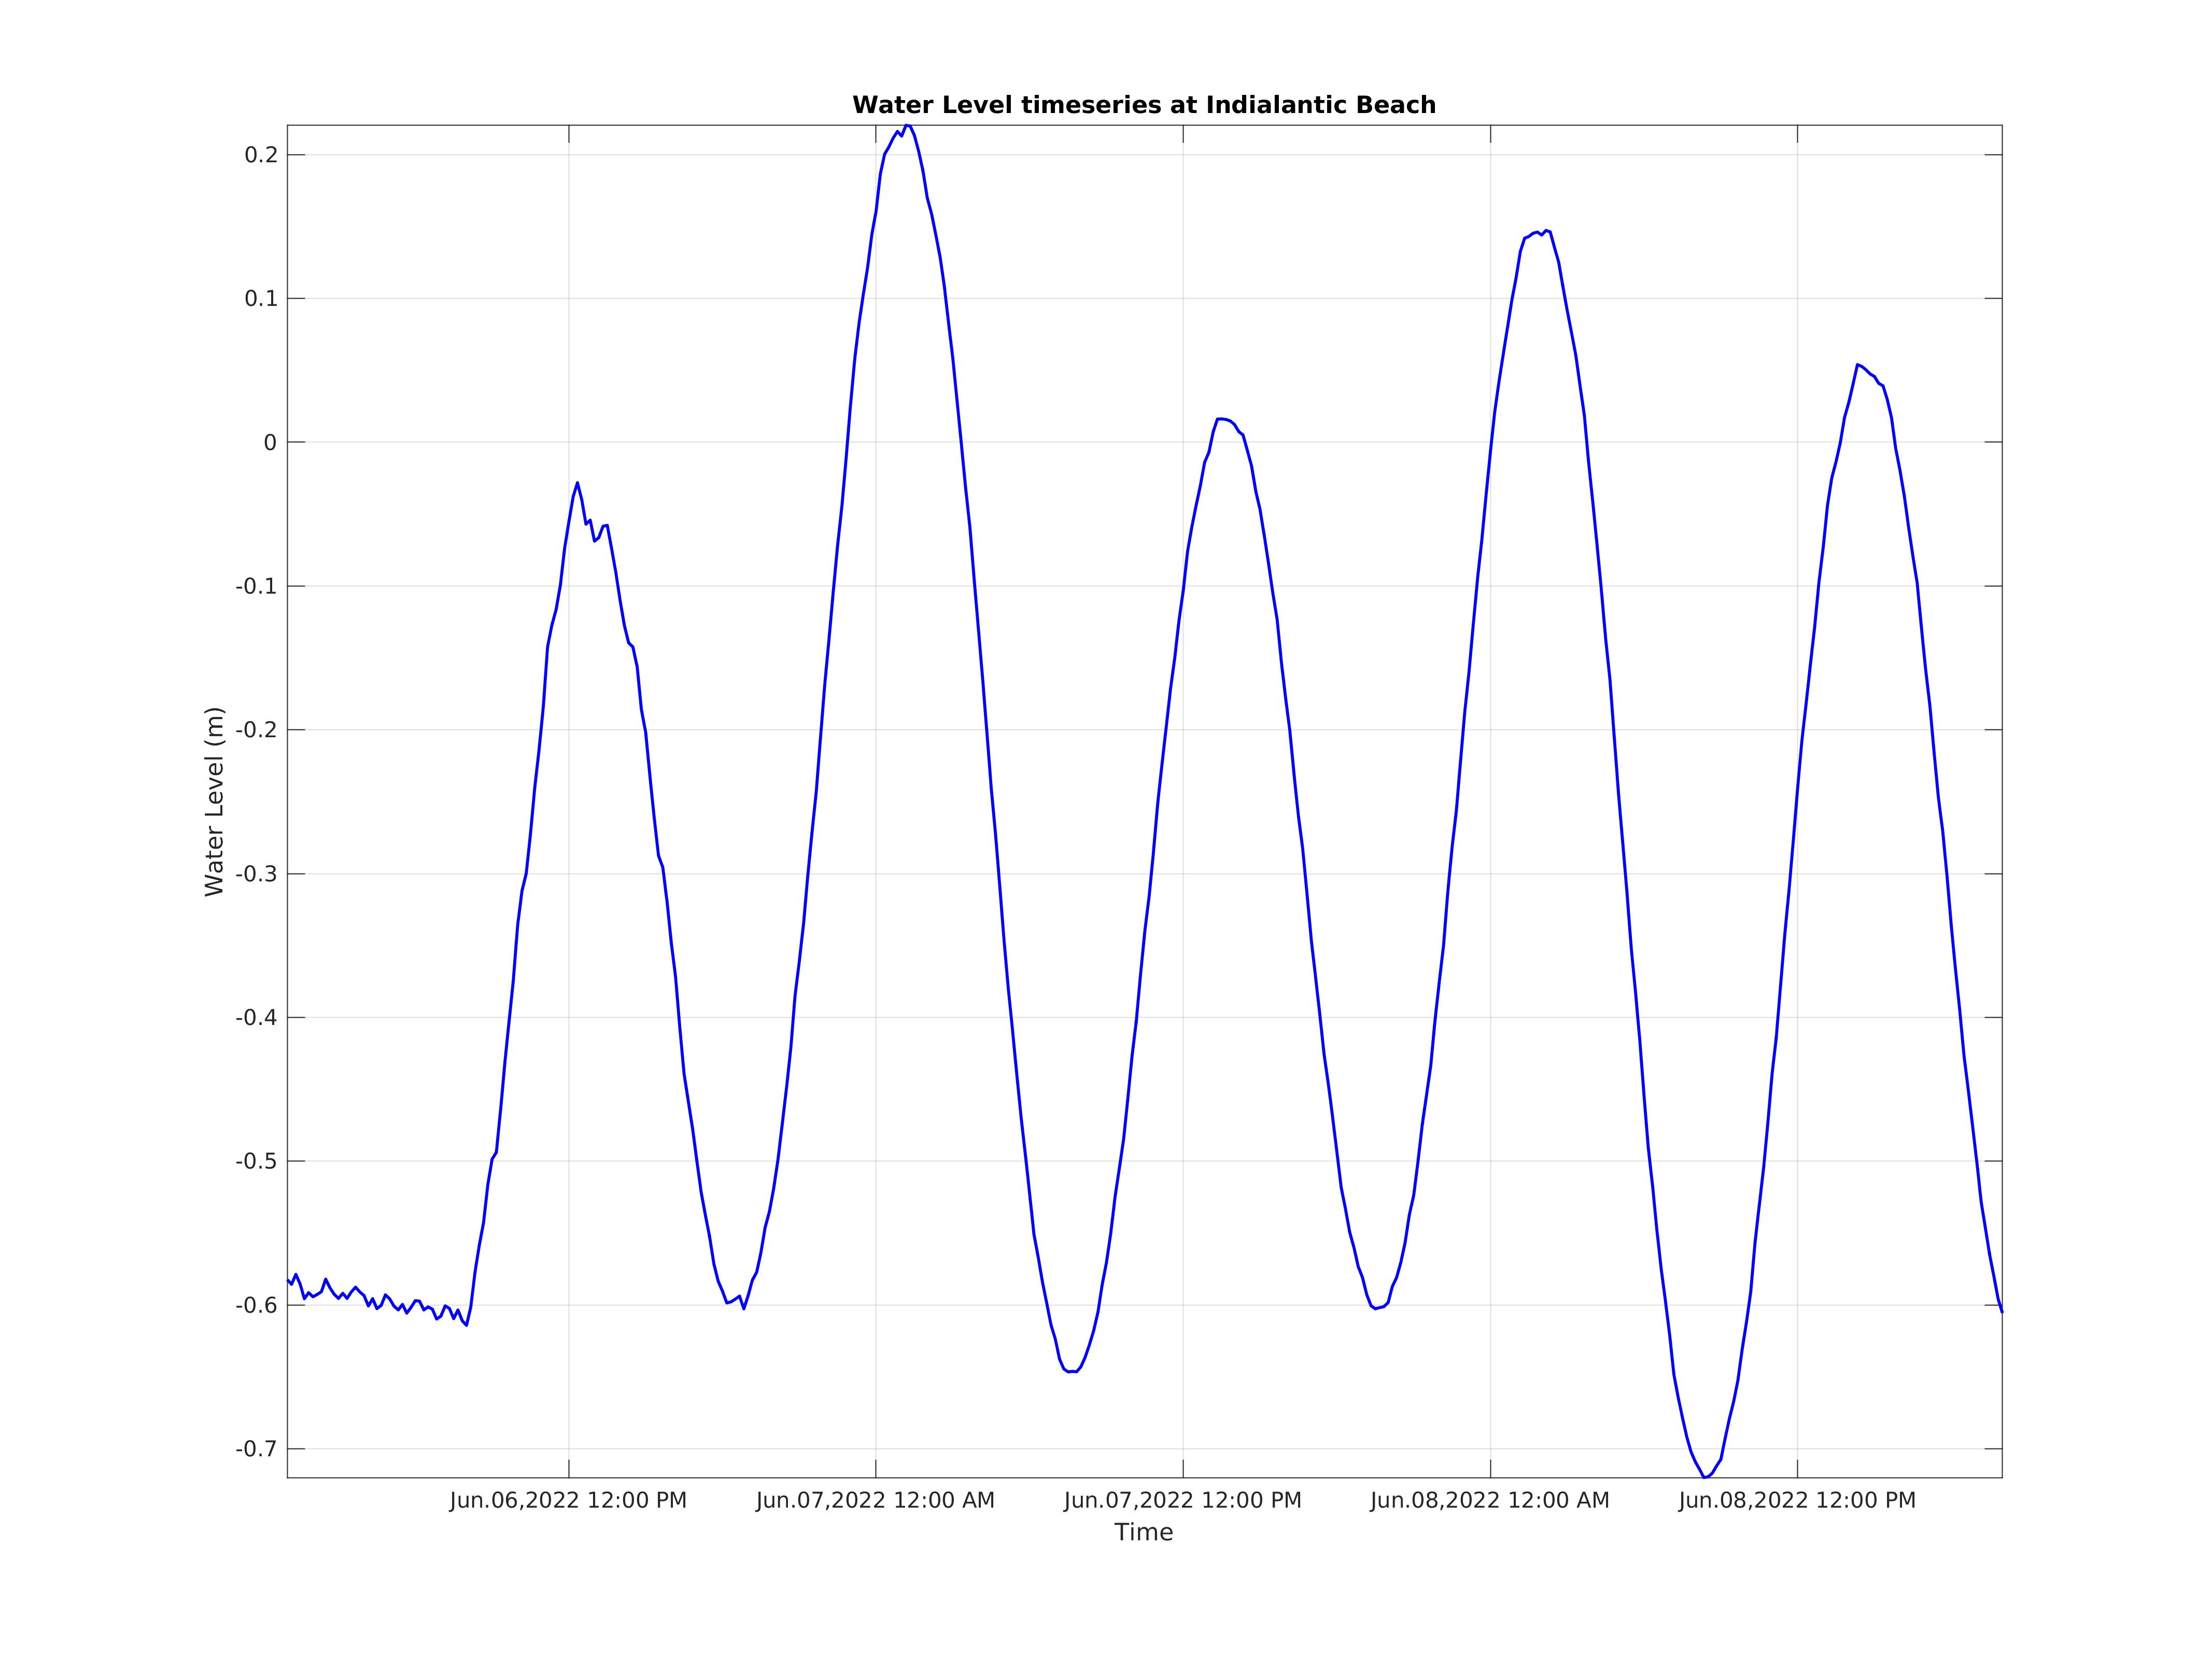 Water Level timeseries at Indialantic Beach
0.2
0.1
0
-0.1
-0.2
-0.3
-0.4
-0.5
-0.6
-0.7
Water Level (m)
Jun.06,2022 12:00 PM
Jun.07,2022 12:00 AM
Jun.07,2022 12:00 PM
Jun.08,2022 12:00 AM
Jun.08,2022 12:00 PM
Time